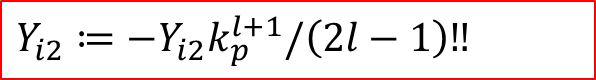 Y_{i2} ≔ −Y_{i2} k_p^{l+1}/(2l − 1)‼